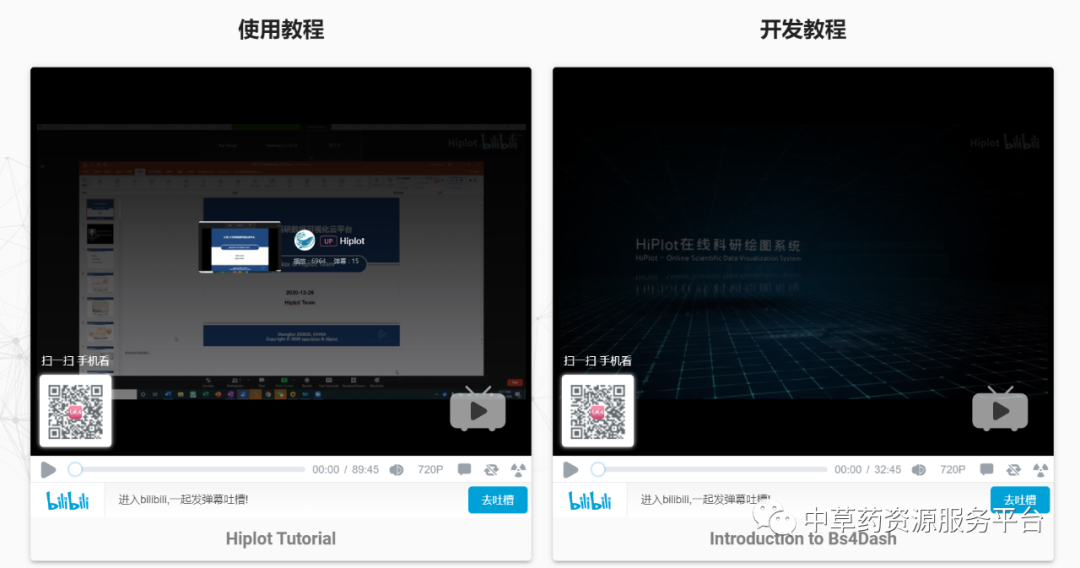 使用教程
开发教程
Hiplot bilibili
UP Hiplot
播放:6964 弹幕:15
2020-12-26
Hiplot Team
扫一扫 手机看
00:00 / 89:45 720P
bilibili
进入bilibili,一起发弹幕吐槽!
去吐槽
Hiplot Tutorial
Hiplot bilibili
HiPlot在线科研绘图系统
HiPlot - Online Scientific Data Visualization System
扫一扫 手机看
00:00 / 32:45 720P
bilibili
进入bilibili,一起发弹幕吐槽!
去吐槽
Introduction to Bs4Dash
中草药资源服务平台